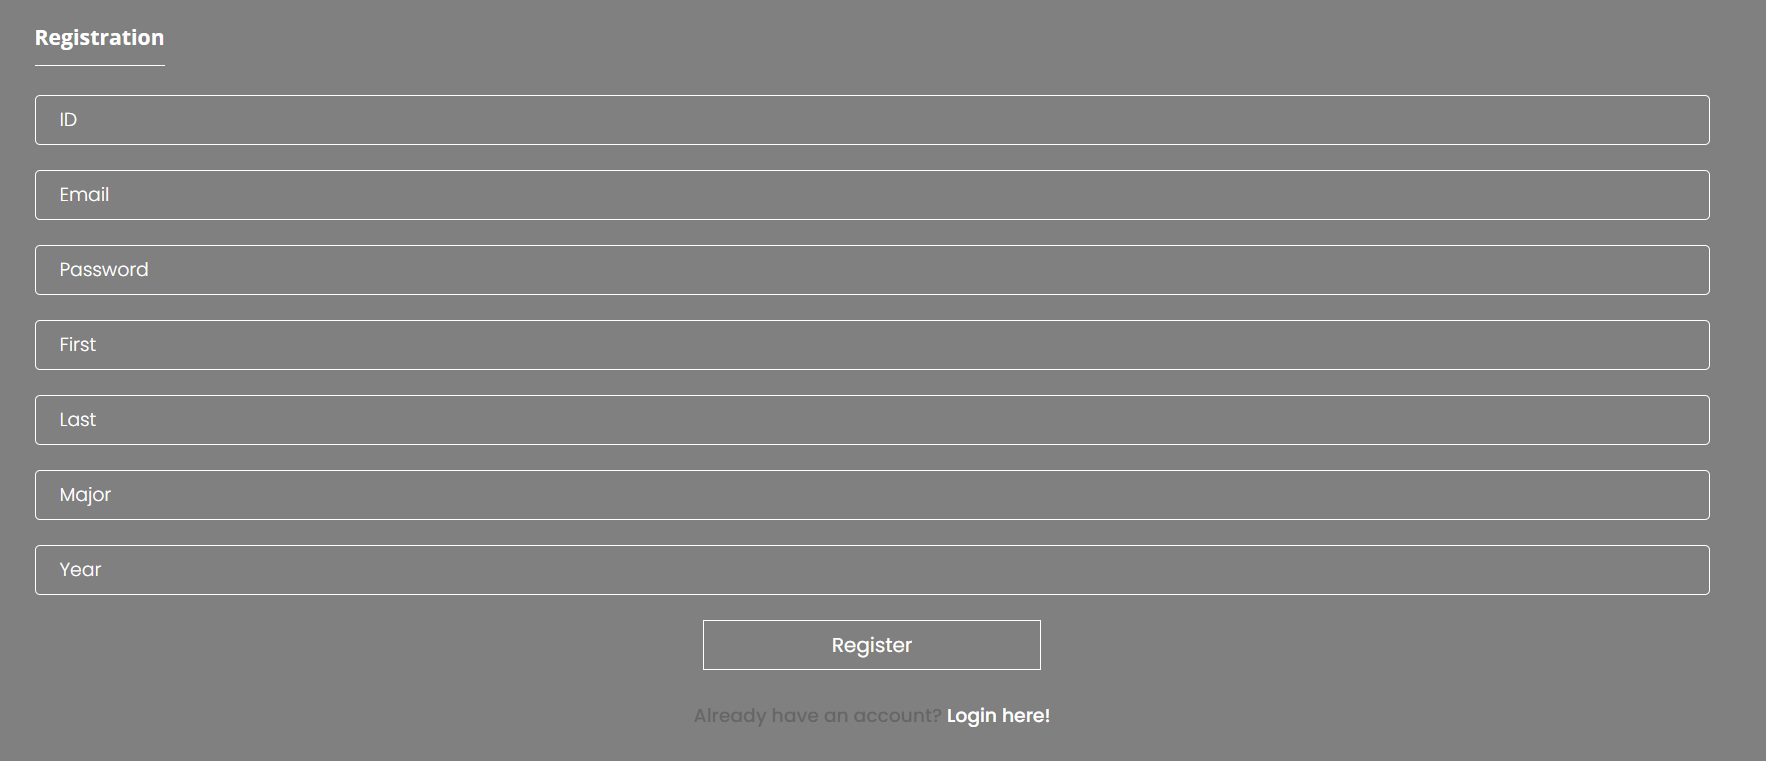 Registration
ID
Email
Password
First
Last
Major
Year
Register
Already have an account? Login here!